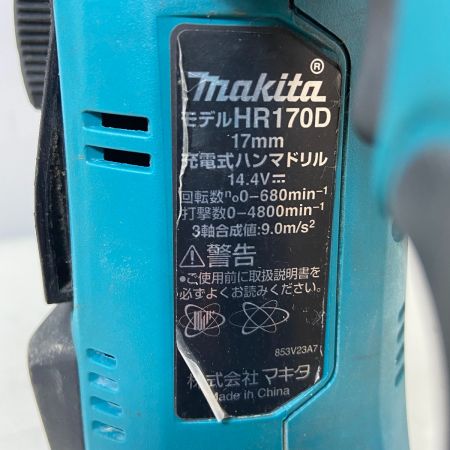 makita®
モデルHR170D
17mm
充電式ハンマドリル
14.4V⎓
回転数n₀0-680min⁻¹
打撃数0-4800min⁻¹
3軸合成値:9.0m/s²
⚠警告
•ご使用前に取扱説明書を
必ずよくお読みください。
853V23A7
株式会社 マキタ
Made in China